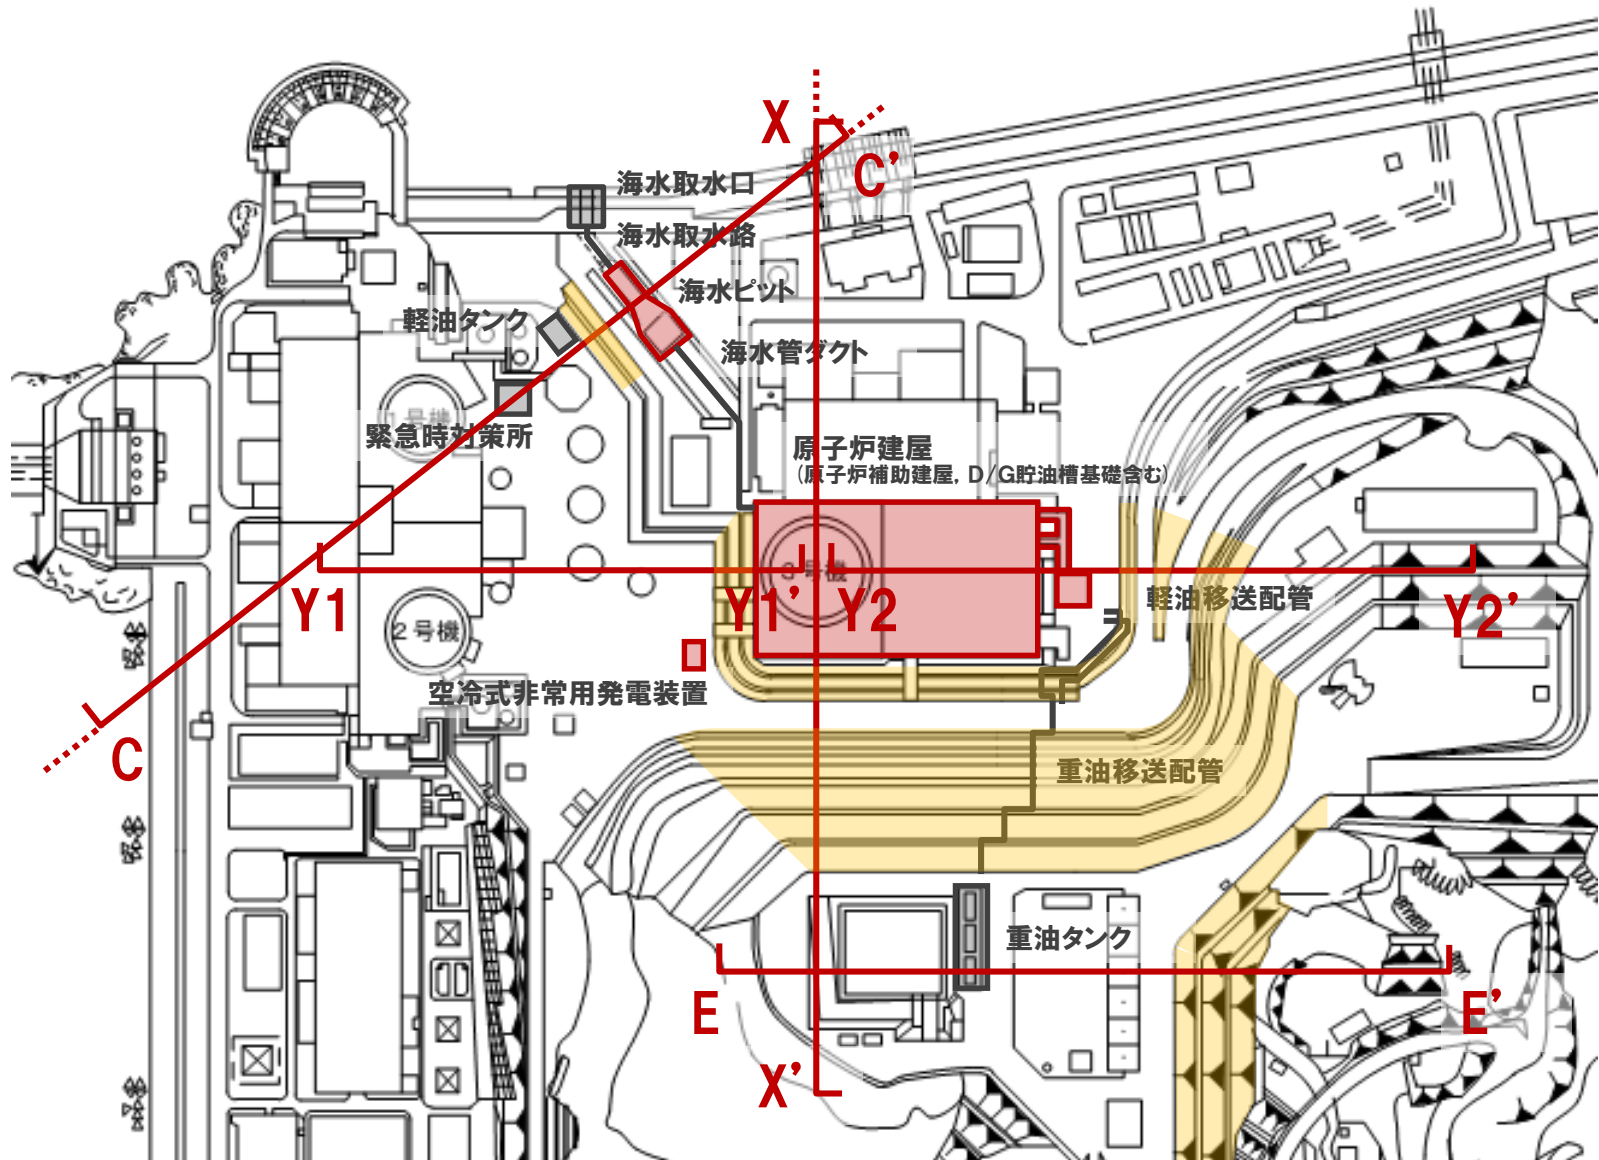 X
C’
海水取水口
海水取水路
海水ピット
軽油タンク
海水管ダクト
1号機
緊急時対策所
原子炉建屋
（原子炉補助建屋, D/G貯油槽基礎含む）
3号機
Y1
Y1’
Y2
軽油移送配管
Y2’
2号機
空冷式非常用発電装置
C
重油移送配管
重油タンク
E
E’
X’